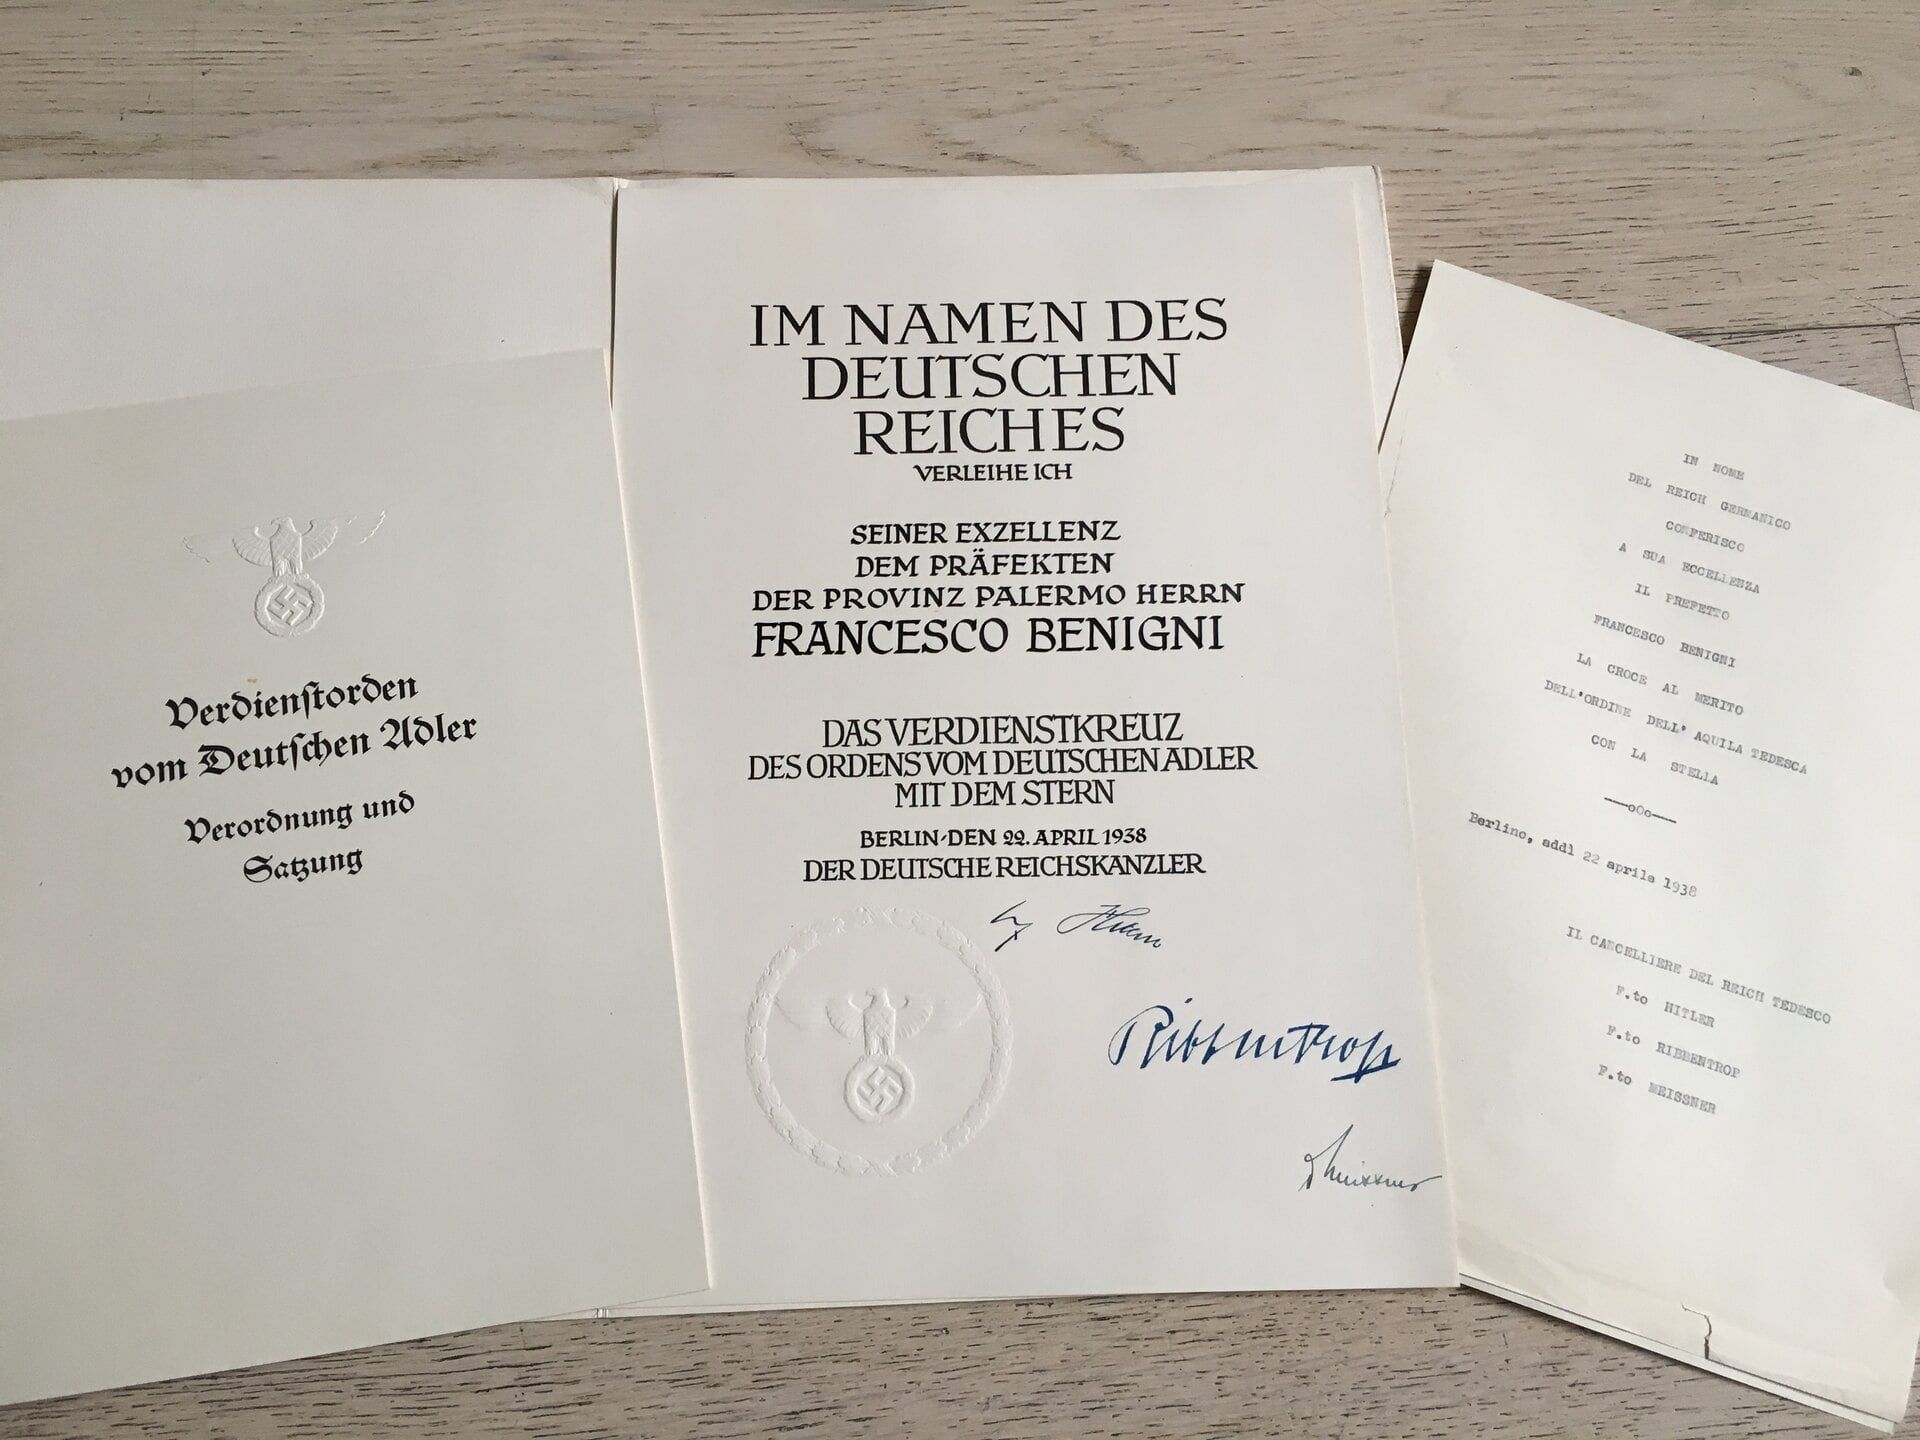 Verdienstorden
vom Deutschen Adler
Verordnung und
Satzung
IM NAMEN DES
DEUTSCHEN
REICHES
VERLEIHE ICH
SEINER EXZELLENZ
DEM PRÄFEKTEN
DER PROVINZ PALERMO HERRN
FRANCESCO BENIGNI
DAS VERDIENSTKREUZ
DES ORDENS VOM DEUTSCHEN ADLER
MIT DEM STERN
BERLIN·DEN 22. APRIL 1938
DER DEUTSCHE REICHSKANZLER
Ribbentrop
Meissner
IN NOME
DEL REICH GERMANICO
CONFERISCO
A SUA ECCELLENZA
IL PREFETTO
FRANCESCO BENIGNI
LA CROCE AL MERITO
DELL'ORDINE DELL' AQUILA TEDESCA
CON LA STELLA
---oOo---
Berlino, addì 22 aprile 1938
IL CANCELLIERE DEL REICH TEDESCO
F.to HITLER
F.to RIBBENTROP
F.to MEISSNER